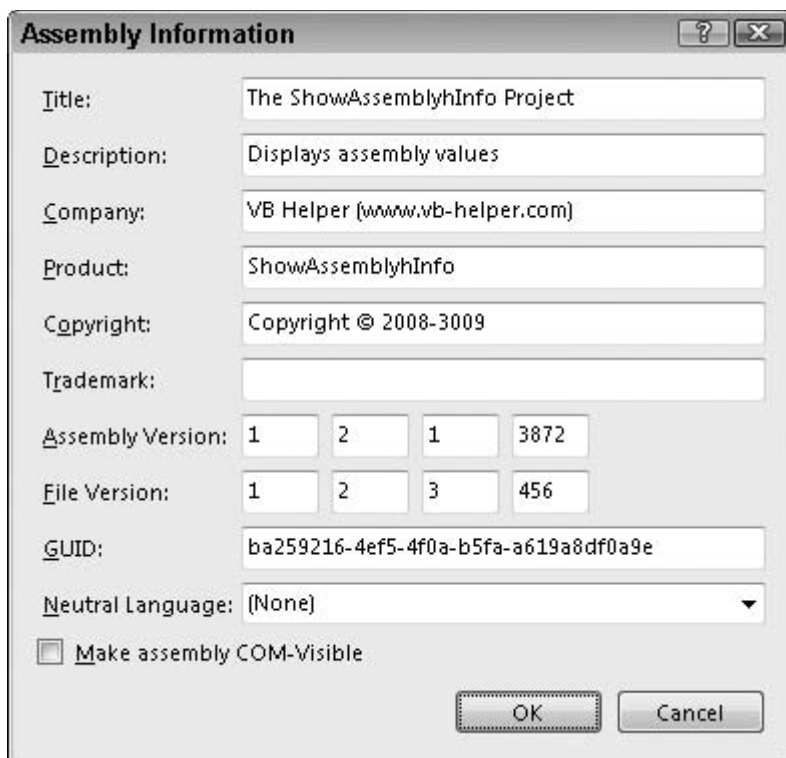 Assembly Information
Title: The ShowAssemblyhInfo Project
Description: Displays assembly values
Company: VB Helper (www.vb-helper.com)
Product: ShowAssemblyhInfo
Copyright: Copyright © 2008-3009
Trademark:
Assembly Version: 1 2 1 3872
File Version: 1 2 3 456
GUID: ba259216-4ef5-4f0a-b5fa-a619a8df0a9e
Neutral Language: (None)
Make assembly COM-Visible
OK Cancel